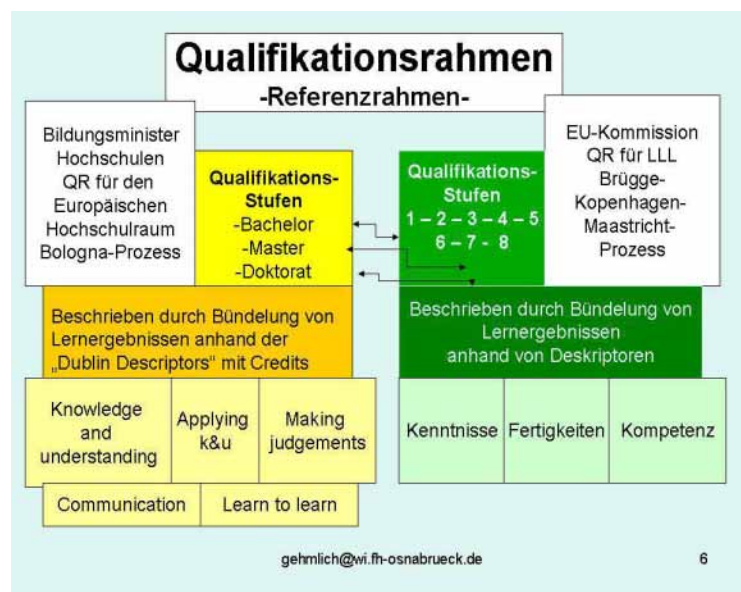 Qualifikationsrahmen
-Referenzrahmen-
Bildungsminister
Hochschulen
QR für den
Europäischen
Hochschulraum
Bologna-Prozess
Qualifikations-
Stufen
-Bachelor
-Master
-Doktorat
Beschrieben durch Bündelung von
Lernergebnissen anhand der
„Dublin Descriptors“ mit Credits
Knowledge
and
understanding
Applying
k&u
Making
judgements
Communication
Learn to learn
Qualifikations-
Stufen
1 – 2 – 3 – 4 – 5
6 – 7 - 8
EU-Kommission
QR für LLL
Brügge-
Kopenhagen-
Maastricht-
Prozess
Beschrieben durch Bündelung von
Lernergebnissen
anhand von Deskriptoren
Kenntnisse
Fertigkeiten
Kompetenz
gehmlich@wi.fh-osnabrueck.de
6